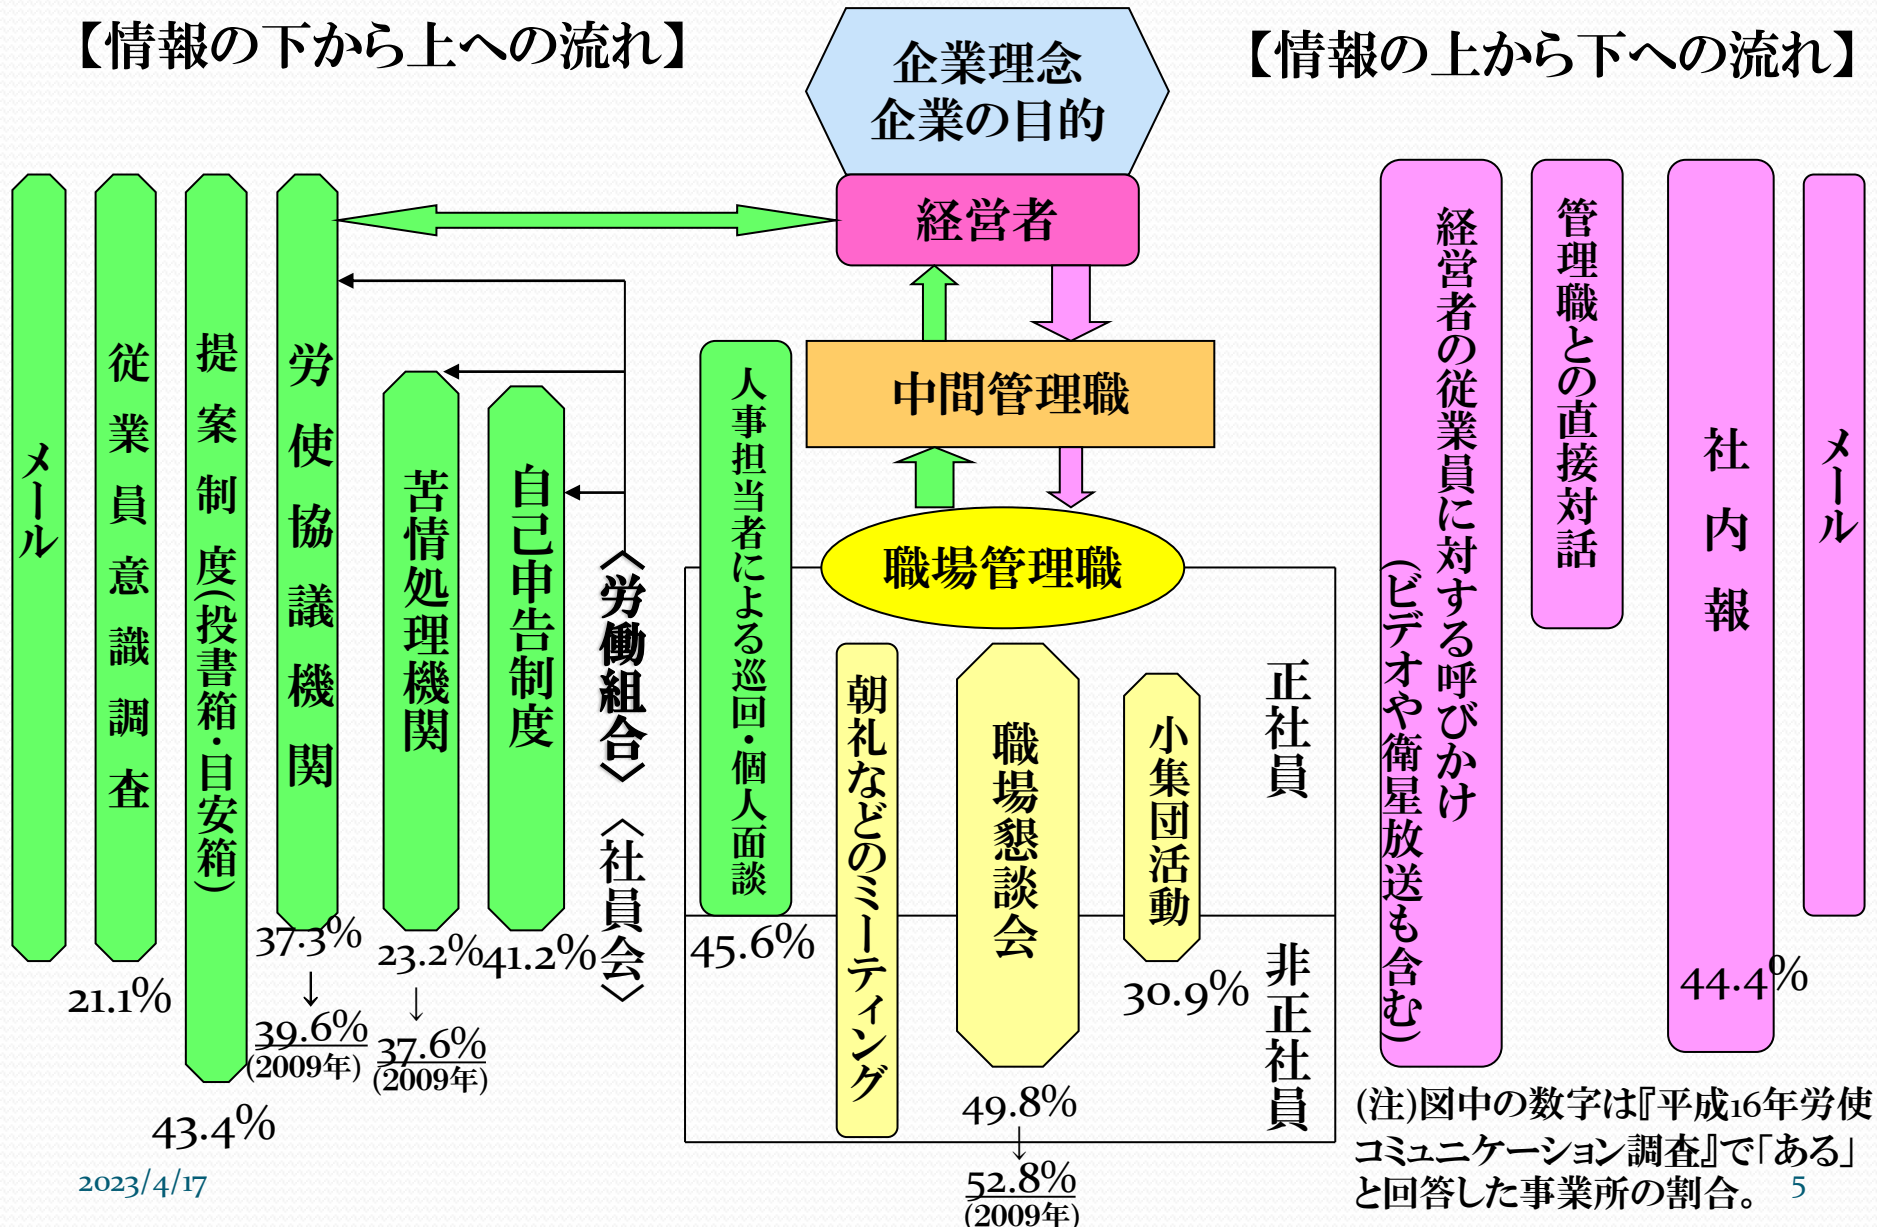 【情報の下から上への流れ】
企業理念
企業の目的
【情報の上から下への流れ】
経営者
中間管理職
職場管理職
メール
従業員意識調査
21.1%
提案制度(投書箱・目安箱)
43.4%
労使協議機関
37.3%
↓
39.6%
(2009年)
苦情処理機関
23.2%
↓
37.6%
(2009年)
自己申告制度
41.2%
〈労働組合〉〈社員会〉
人事担当者による巡回・個人面談
45.6%
朝礼などのミーティング
職場懇談会
49.8%
↓
52.8%
(2009年)
小集団活動
30.9%
正社員
非正社員
経営者の従業員に対する呼びかけ
(ビデオや衛星放送も含む)
管理職との直接対話
社内報
44.4%
メール
(注)図中の数字は『平成16年労使
コミュニケーション調査』で「ある」
と回答した事業所の割合。
2023/4/17
5